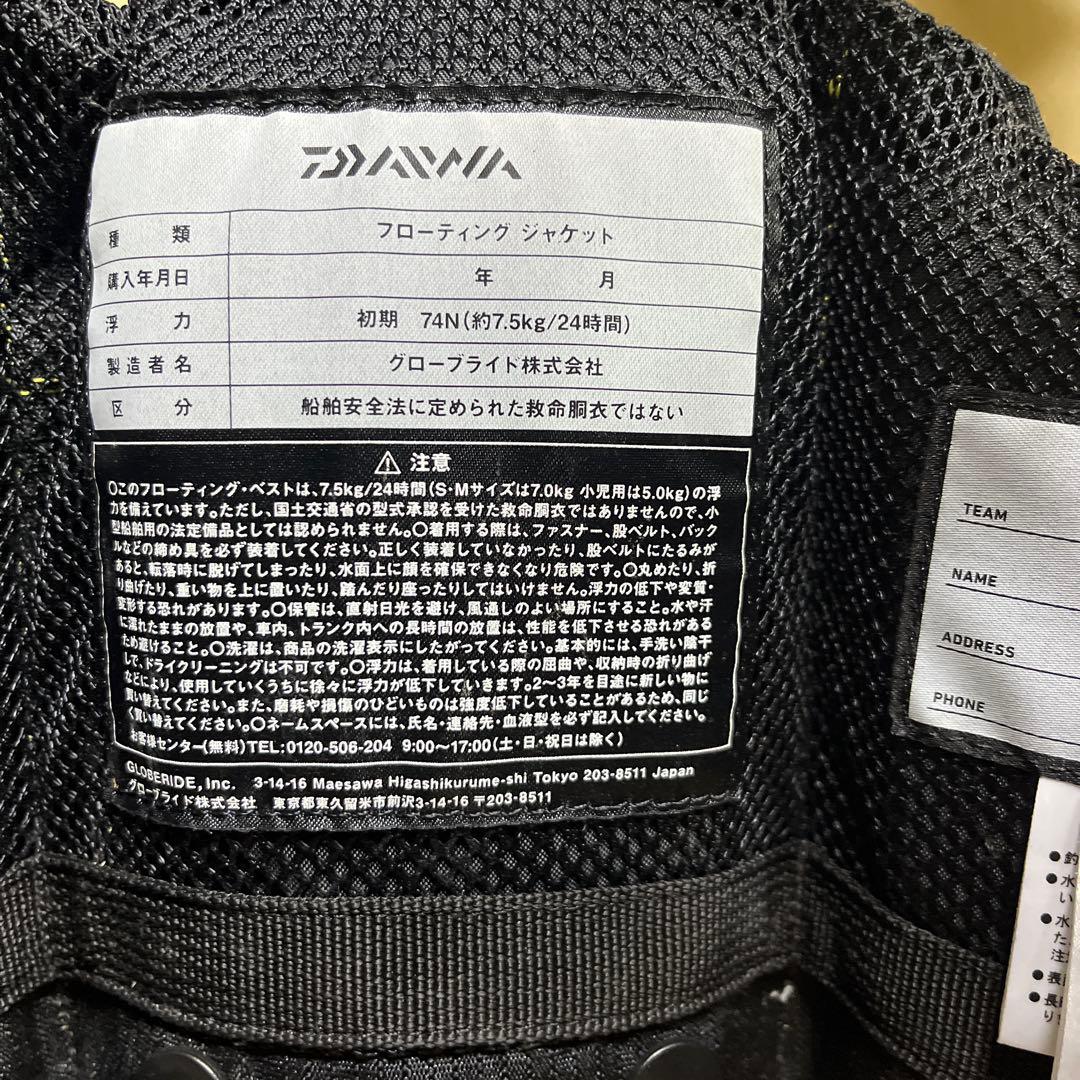 DAIWA
種 類 フローティング ジャケット
購入年月日 年 月
浮 力 初期 74N(約7.5kg/24時間)
製造者名 グローブライド株式会社
区 分 船舶安全法に定められた救命胴衣ではない
⚠ 注意
〇このフローティング・ベストは、7.5kg/24時間(S・Mサイズは7.0kg 小児用は5.0kg)の浮
力を備えています。ただし、国土交通省の型式承認を受けた救命胴衣ではありませんので、小
型船舶用の法定備品としては認められません。〇着用する際は、ファスナー、股ベルト、バック
ルなどの締め具を必ず装着してください。正しく装着していなかったり、股ベルトにたるみが
あると、転落時に脱げてしまったり、水面上に顔を確保できなくなり危険です。〇丸めたり、折
り曲げたり、重い物を上に置いたり、踏んだり座ったりしてはいけません。浮力の低下や変質・
変形する恐れがあります。〇保管は、直射日光を避け、風通しのよい場所にすること。水や汗
に濡れたままの放置や、車内、トランク内への長時間の放置は、性能を低下させる恐れがある
ため避けること。〇洗濯は、商品の洗濯表示にしたがってください。基本的には、手洗い陰干
しで、ドライクリーニングは不可です。〇浮力は、着用している際の屈曲や、収納時の折り曲げ
などにより、使用していくうちに徐々に浮力が低下していきます。2〜3年を目途に新しい物に
買い替えてください。また、磨耗や損傷のひどいものは強度低下していることがあるため、同じ
く買い替えてください。〇ネームスペースには、氏名・連絡先・血液型を必ず記入してください。
お客様センター(無料)TEL:0120-506-204 9:00〜17:00(土・日・祝日は除く)
GLOBERIDE, Inc. 3-14-16 Maesawa Higashikurume-shi Tokyo 203-8511 Japan
グローブライド株式会社 東京都東久留米市前沢3-14-16 〒203-8511
TEAM
NAME
ADDRESS
PHONE
●釣
●水
い
●水
た
注
●表
●長
り